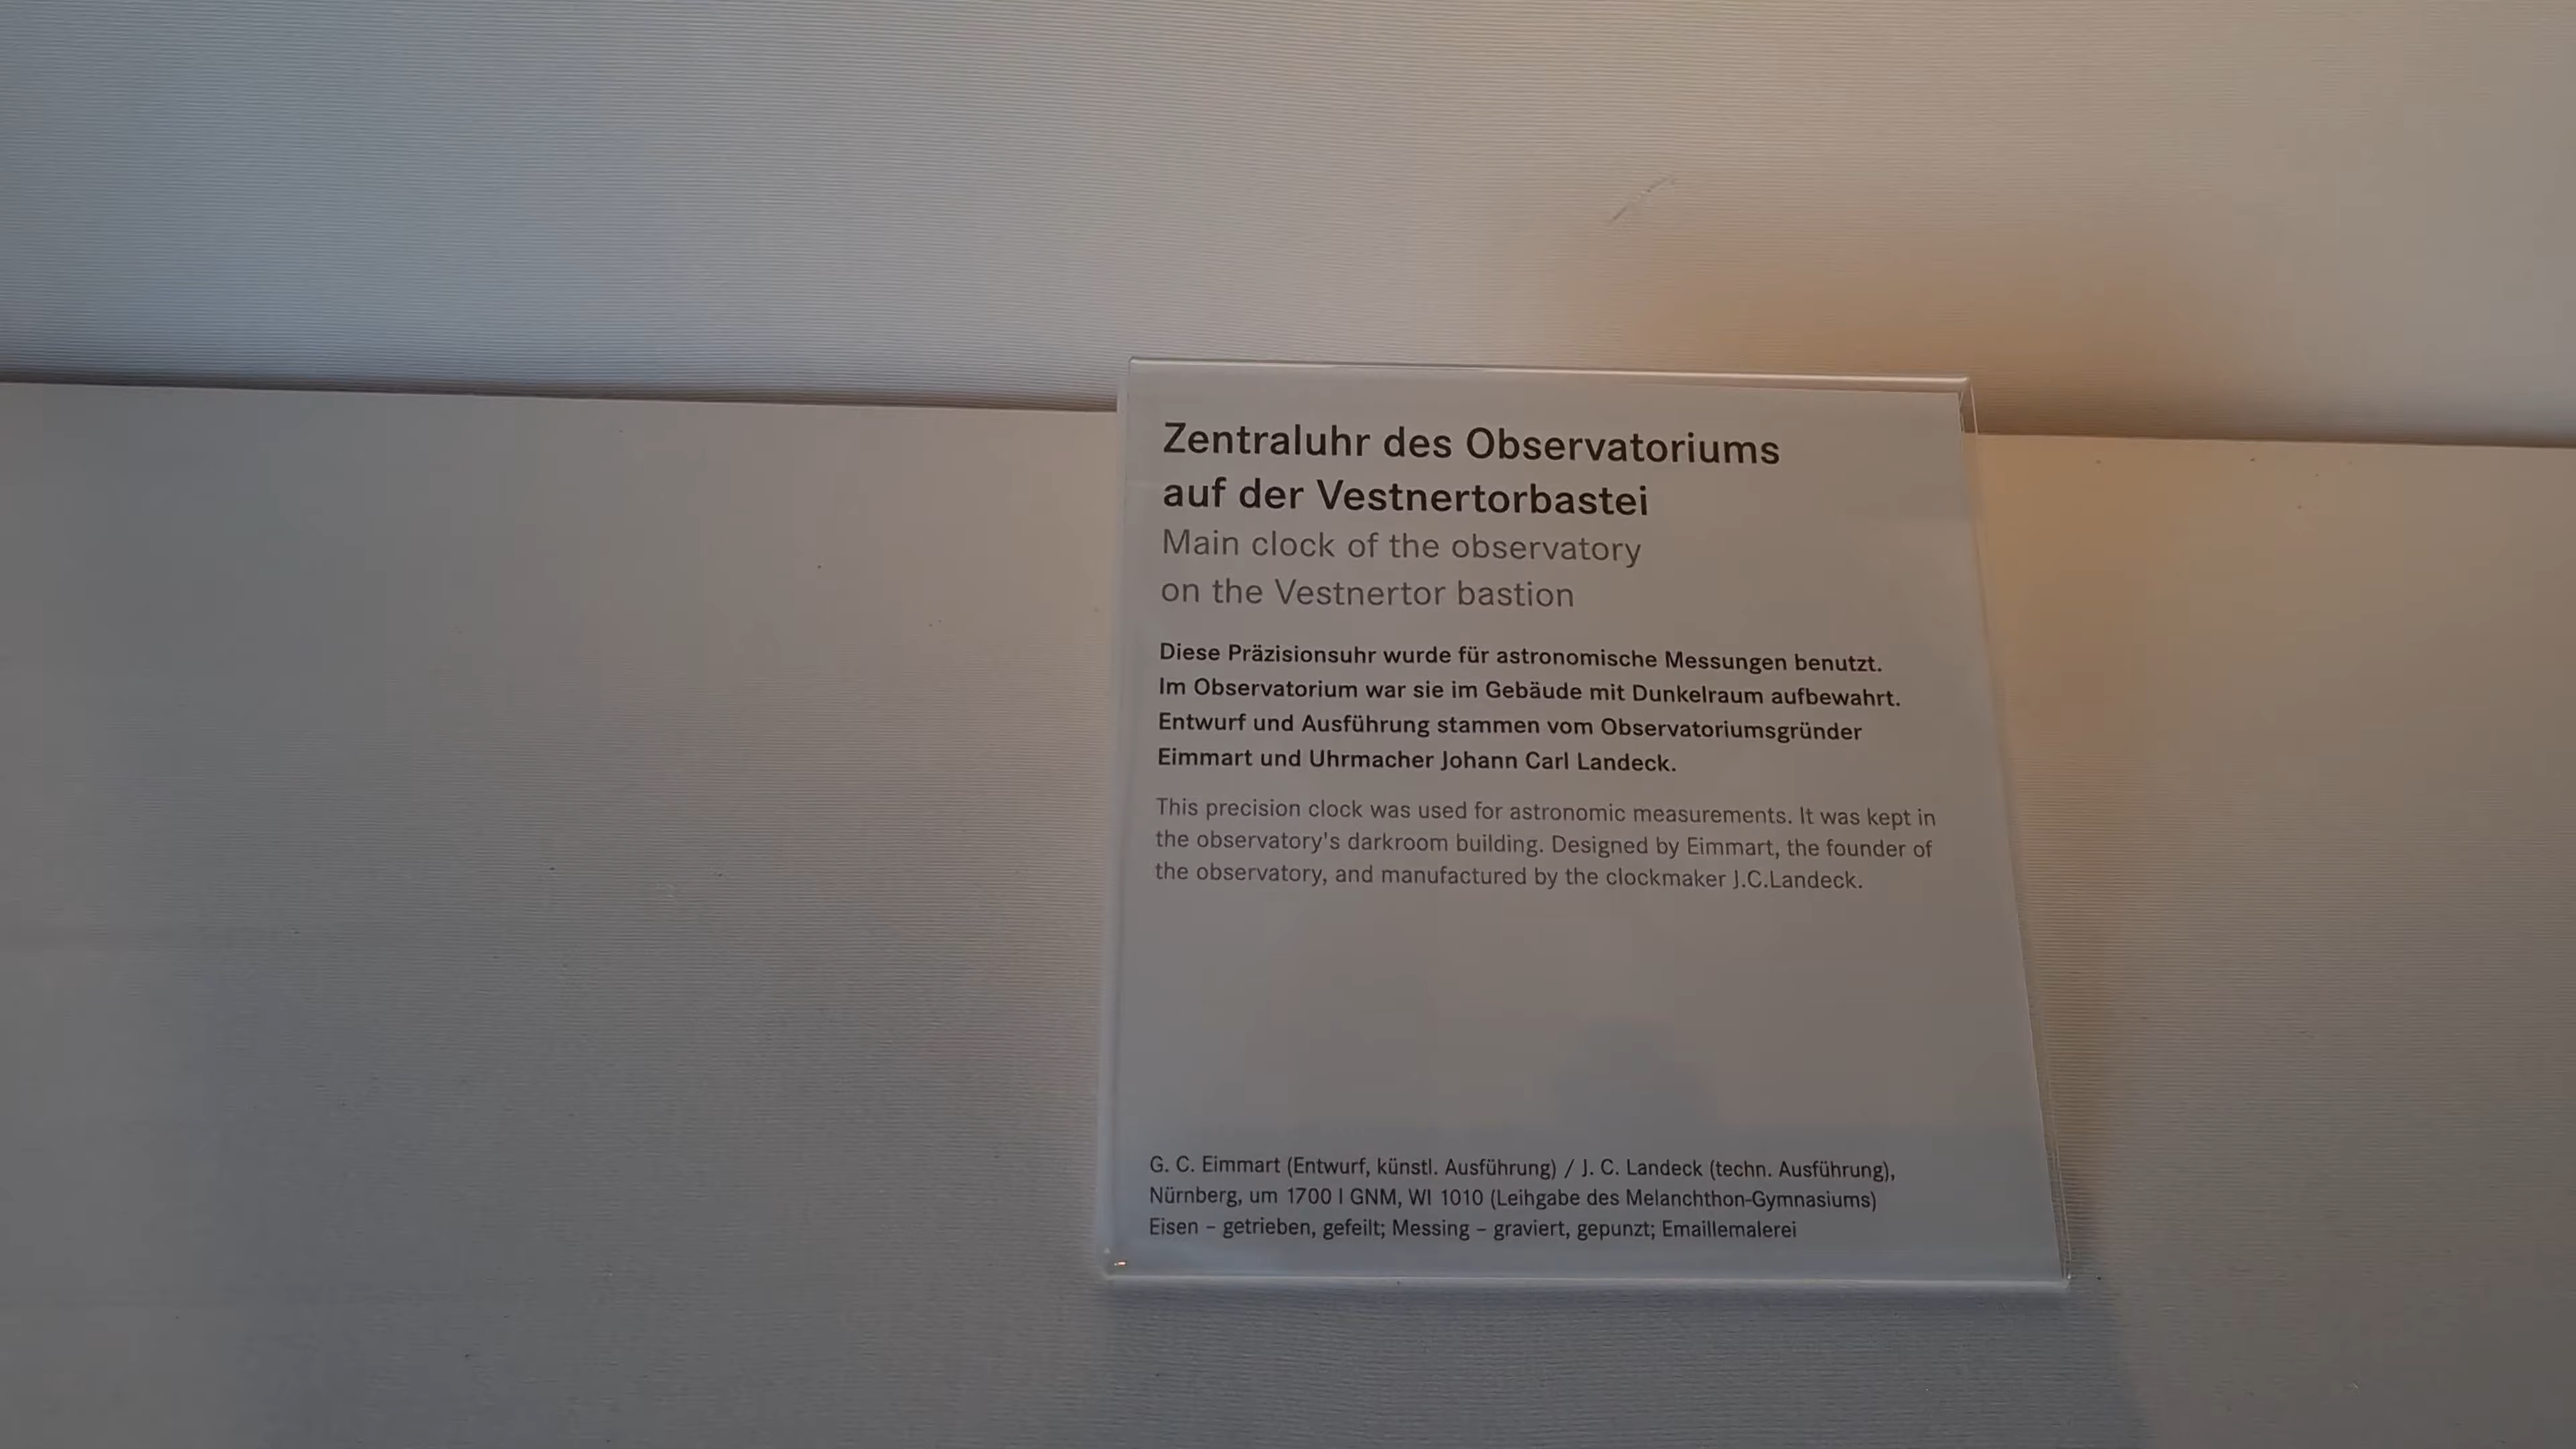 Zentraluhr des Observatoriums
auf der Vestnertorbastei
Main clock of the observatory
on the Vestnertor bastion
Diese Präzisionsuhr wurde für astronomische Messungen benutzt.
Im Observatorium war sie im Gebäude mit Dunkelraum aufbewahrt.
Entwurf und Ausführung stammen vom Observatoriumsgründer
Eimmart und Uhrmacher Johann Carl Landeck.
This precision clock was used for astronomic measurements. It was kept in
the observatory's darkroom building. Designed by Eimmart, the founder of
the observatory, and manufactured by the clockmaker J.C.Landeck.
G. C. Eimmart (Entwurf, künstl. Ausführung) / J. C. Landeck (techn. Ausführung),
Nürnberg, um 1700 I GNM, WI 1010 (Leihgabe des Melanchthon-Gymnasiums)
Eisen – getrieben, gefeilt; Messing – graviert, gepunzt; Emaillemalerei